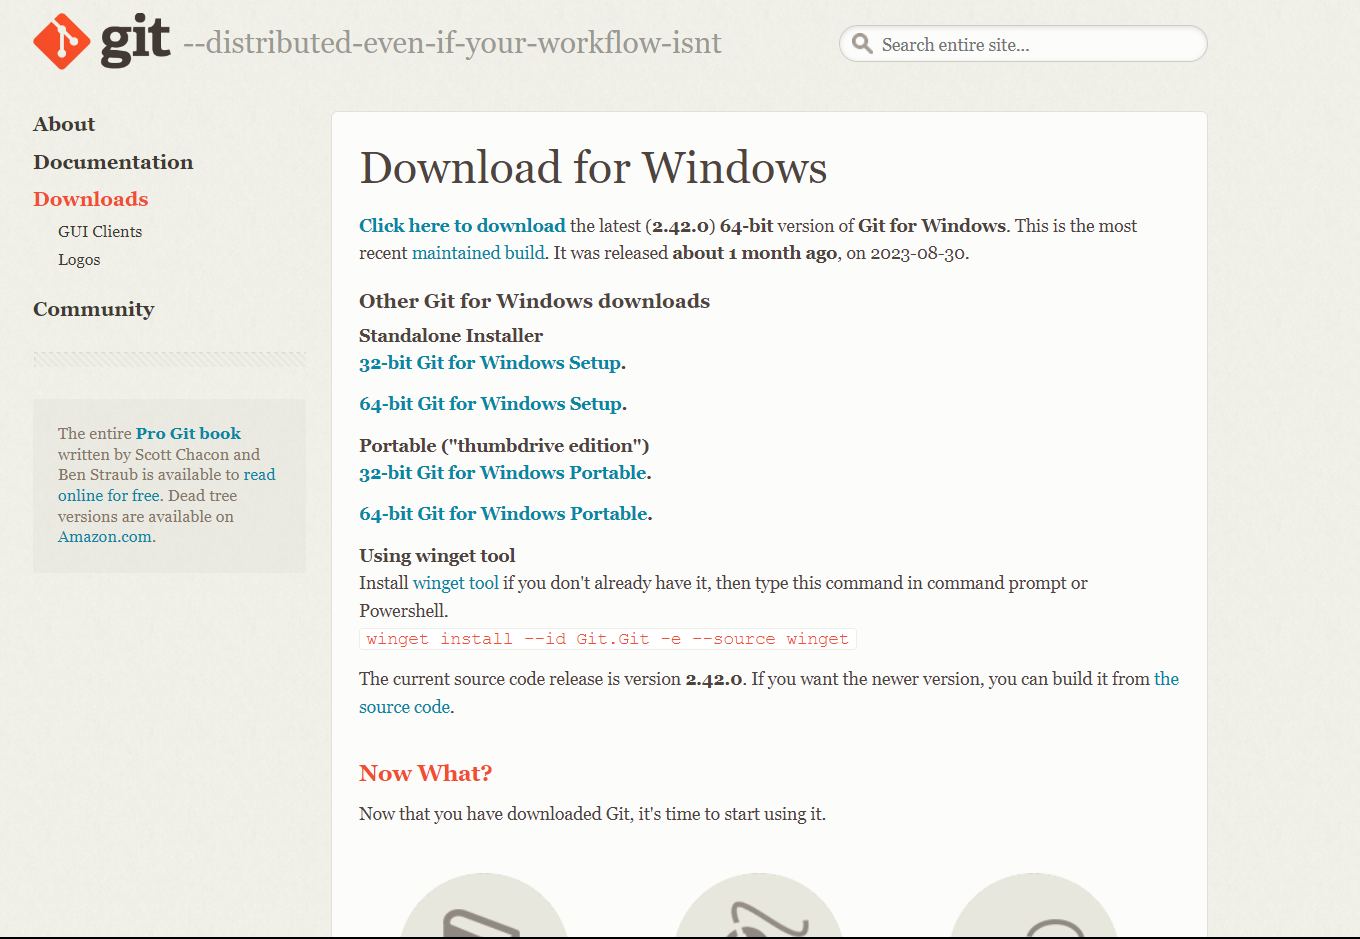 git --distributed-even-if-your-workflow-isnt
Search entire site...
About
Documentation
Downloads
GUI Clients
Logos
Community
The entire Pro Git book
written by Scott Chacon and
Ben Straub is available to read
online for free. Dead tree
versions are available on
Amazon.com.
Download for Windows
Click here to download the latest (2.42.0) 64-bit version of Git for Windows. This is the most
recent maintained build. It was released about 1 month ago, on 2023-08-30.
Other Git for Windows downloads
Standalone Installer
32-bit Git for Windows Setup.
64-bit Git for Windows Setup.
Portable ("thumbdrive edition")
32-bit Git for Windows Portable.
64-bit Git for Windows Portable.
Using winget tool
Install winget tool if you don't already have it, then type this command in command prompt or
Powershell.
winget install --id Git.Git -e --source winget
The current source code release is version 2.42.0. If you want the newer version, you can build it from the
source code.
Now What?
Now that you have downloaded Git, it's time to start using it.